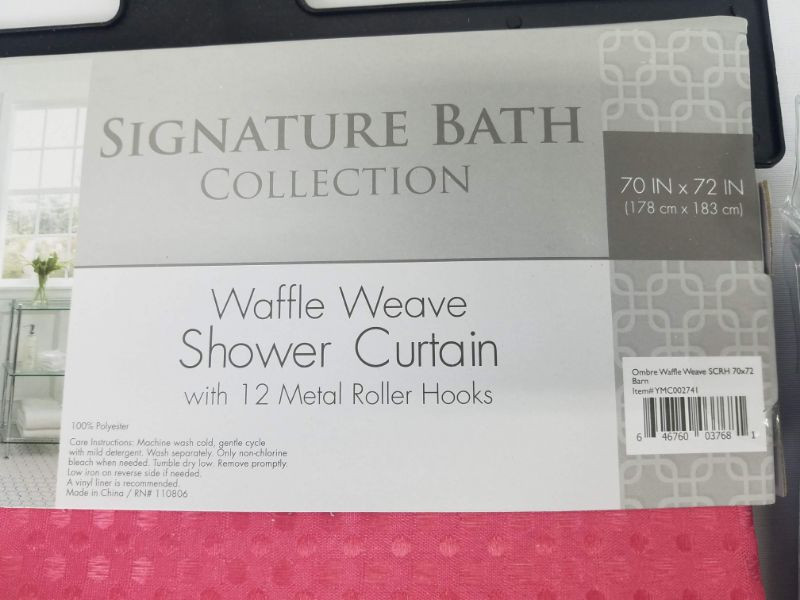 SIGNATURE BATH
COLLECTION
70 IN x 72 IN
(178 cm x 183 cm)
Waffle Weave
Shower Curtain
with 12 Metal Roller Hooks
100% Polyester
Care Instructions: Machine wash cold, gentle cycle
with mild detergent. Wash separately. Only non-chlorine
bleach when needed. Tumble dry low. Remove promptly.
Low iron on reverse side if needed.
A vinyl liner is recommended.
Made in China / RN# 110806
Ombre Waffle Weave SCRH 70x72
Barn
Item# YMC002741
6 46760 03768 1